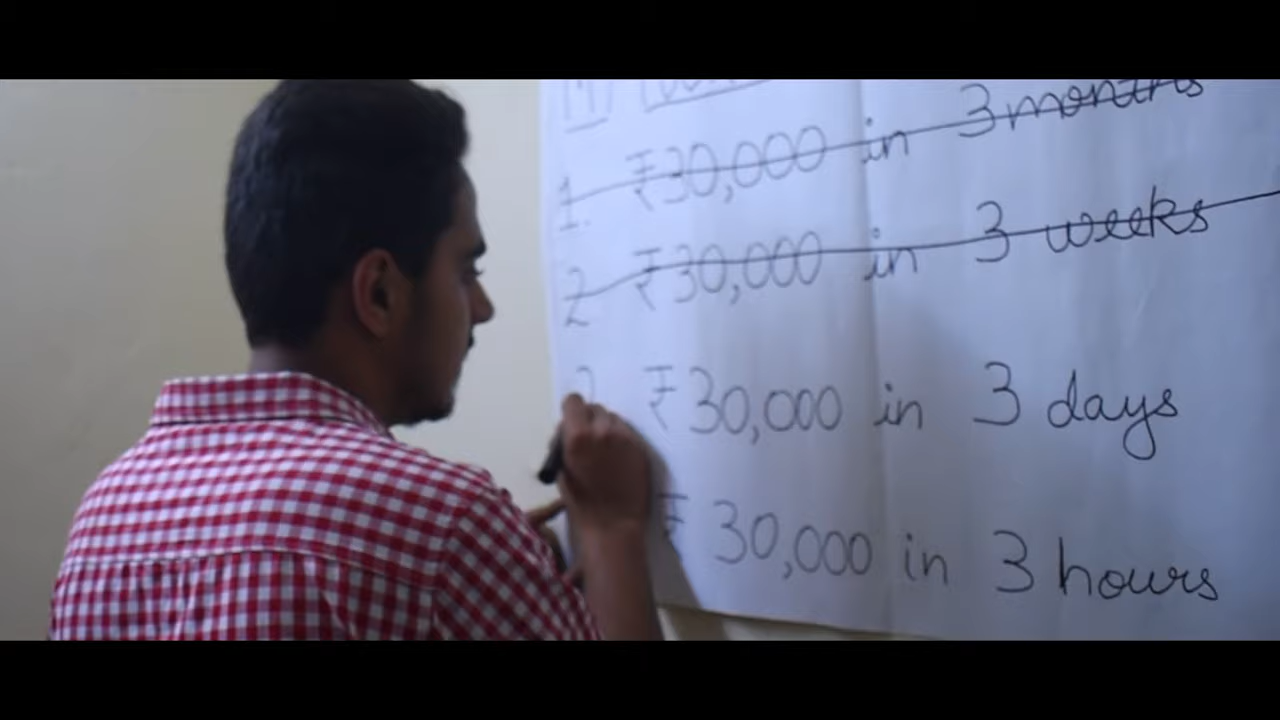 1. ₹30,000 in 3 months
2 ₹30,000 in 3 weeks
3 ₹30,000 in 3 days
₹30,000 in 3 hours